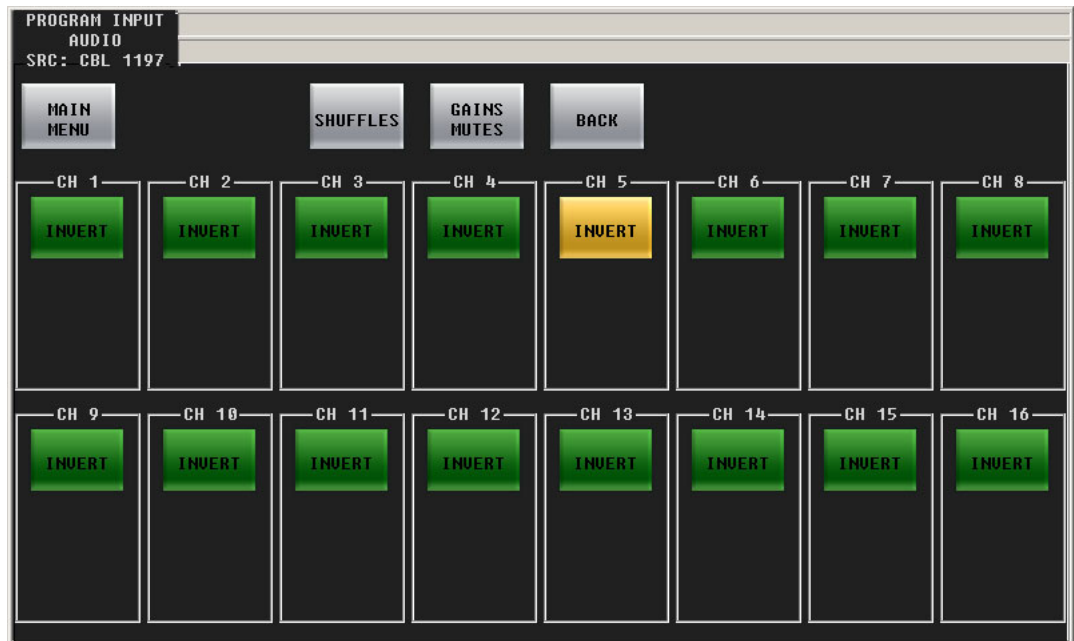 PROGRAM INPUT
AUDIO
SRC: CBL 1197
MAIN
MENU
SHUFFLES
GAINS
MUTES
BACK
CH 1
CH 2
CH 3
CH 4
CH 5
CH 6
CH 7
CH 8
INVERT
INVERT
INVERT
INVERT
INVERT
INVERT
INVERT
INVERT
CH 9
CH 10
CH 11
CH 12
CH 13
CH 14
CH 15
CH 16
INVERT
INVERT
INVERT
INVERT
INVERT
INVERT
INVERT
INVERT